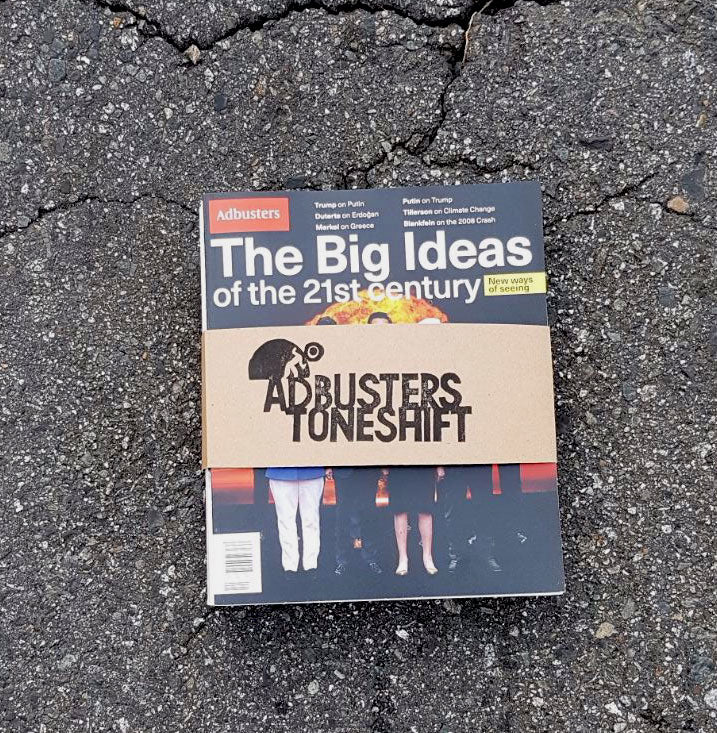 Adbusters
Trump on Putin
Duterte on Erdoğan
Merkel on Greece
Putin on Trump
Tillerson on Climate Change
Blankfein on the 2008 Crash
The Big Ideas
of the 21st century
New ways
of seeing
ADBUSTERS
TONESHIFT